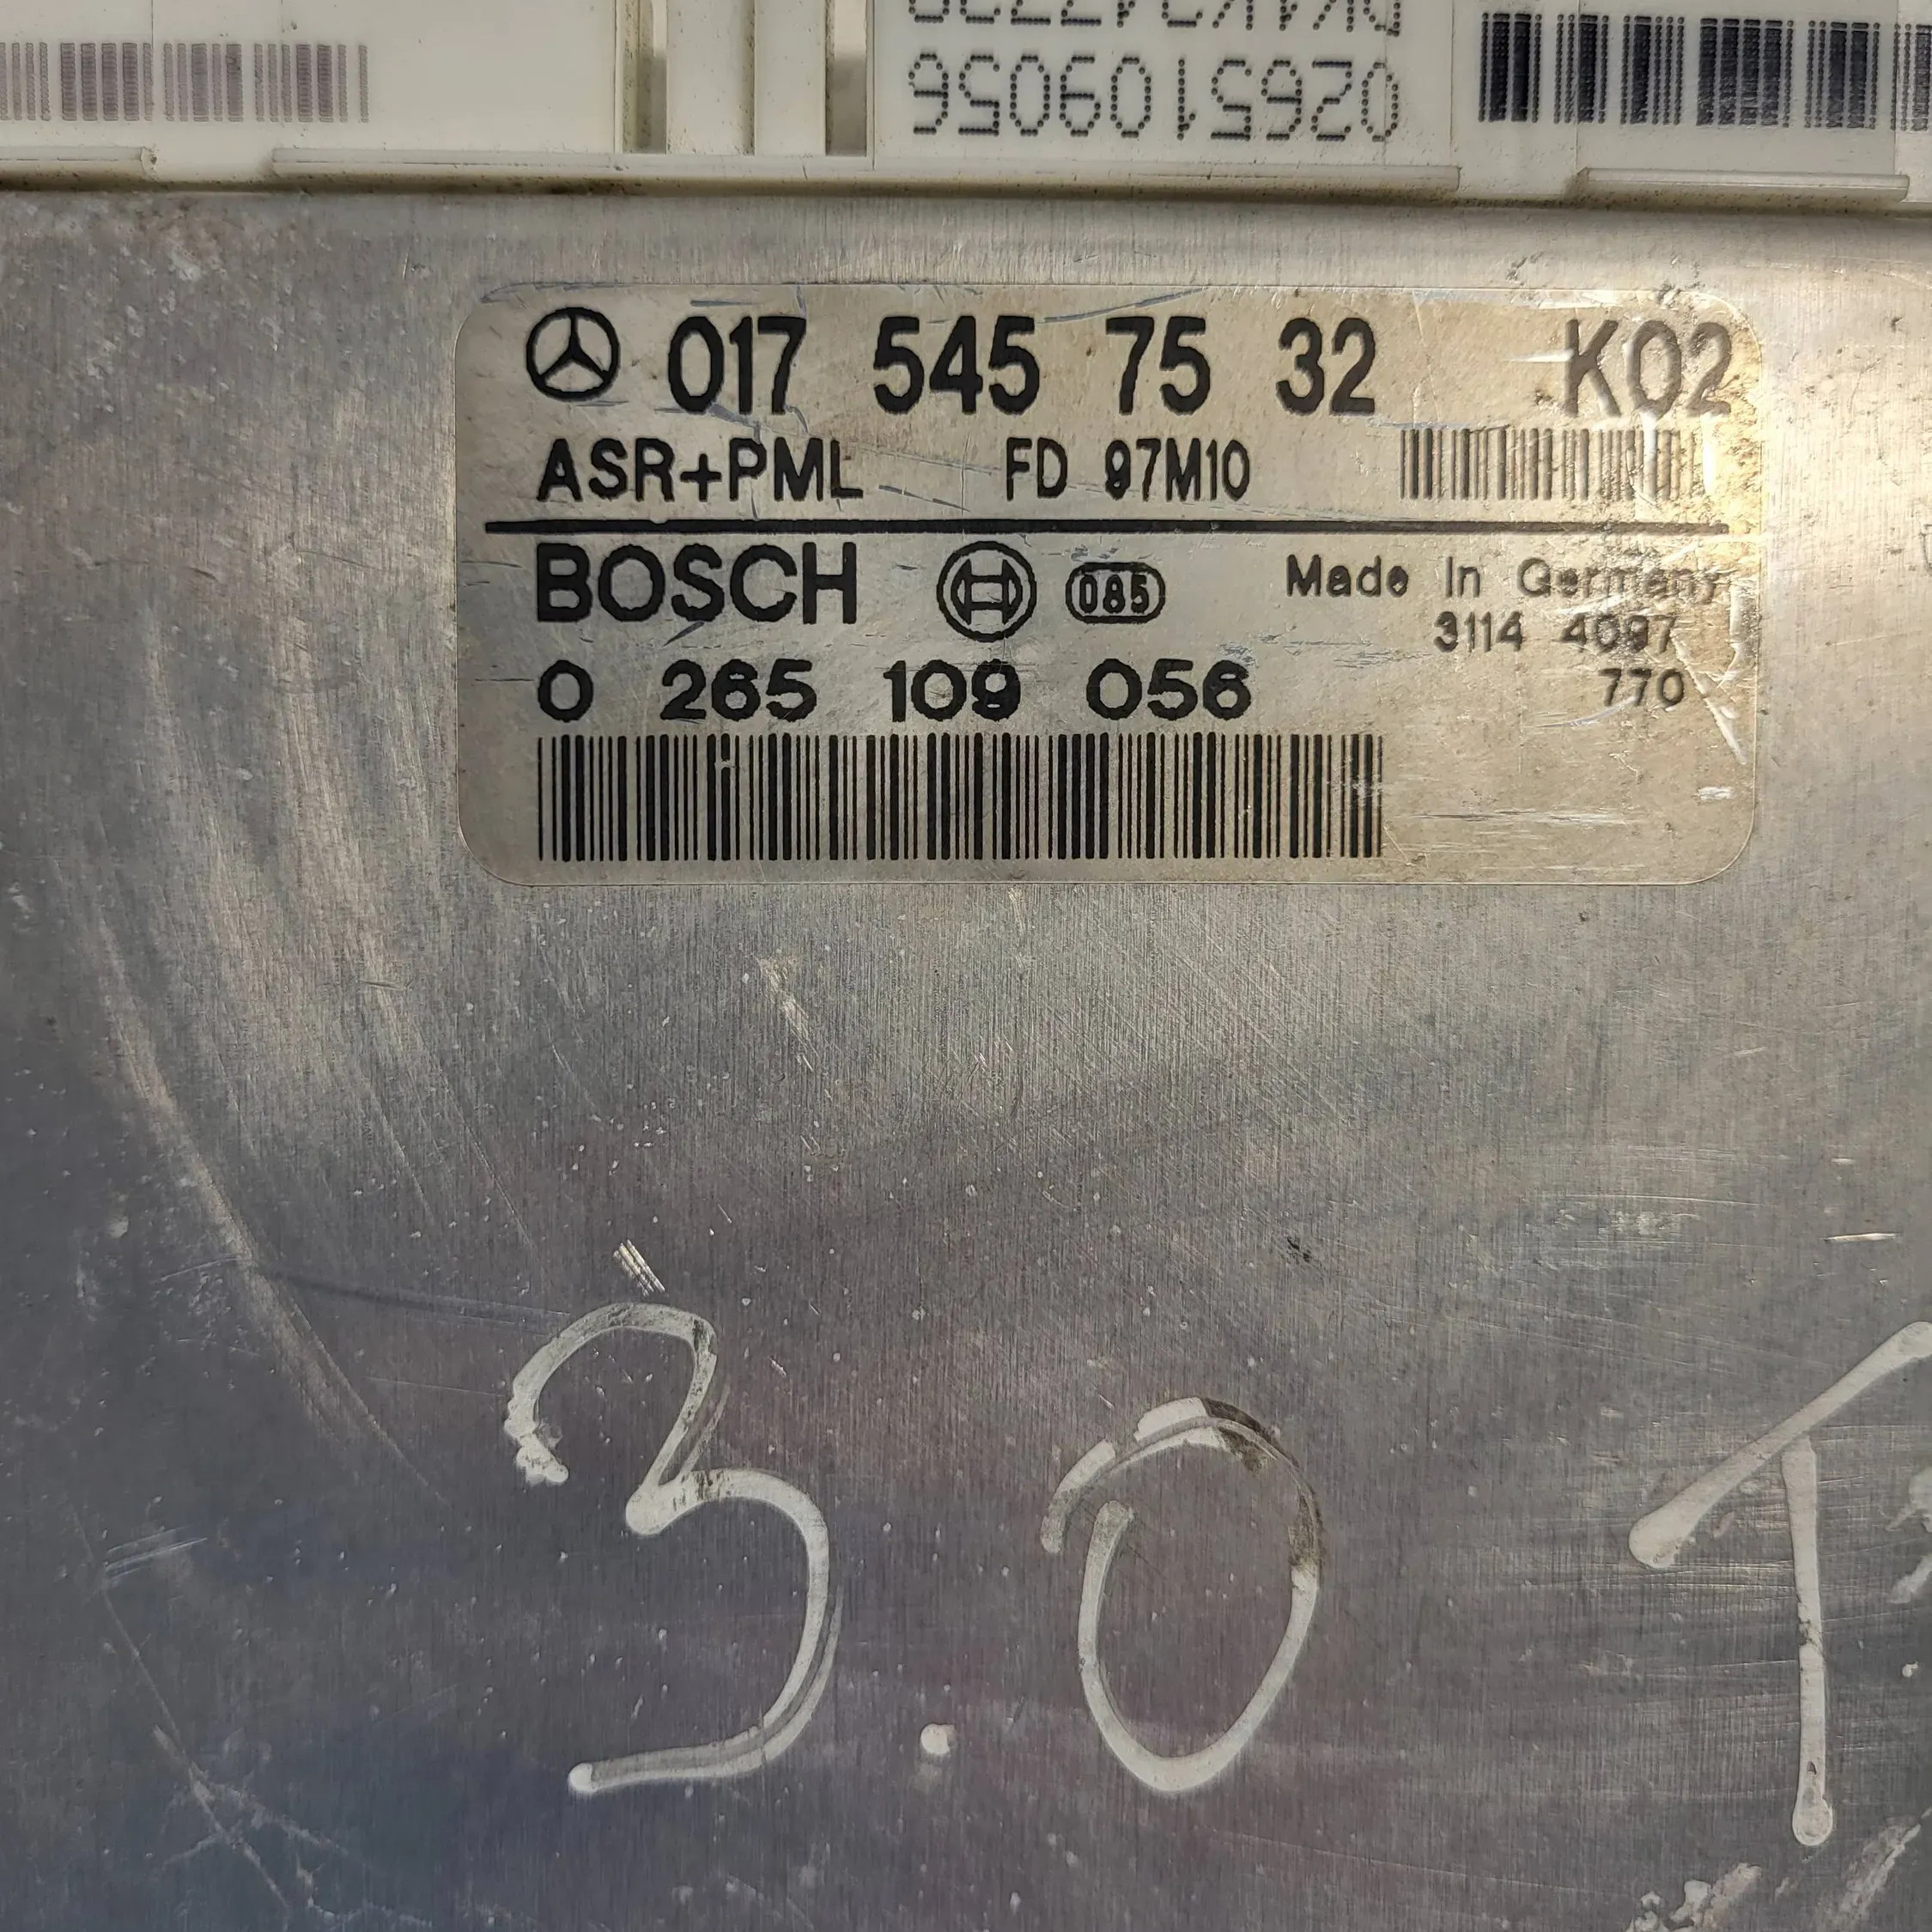 0265109056
017 545 75 32 K02
ASR+PML FD 97M10
BOSCH 085 Made In Germany
3114 4097
770
0 265 109 056
3.0 T